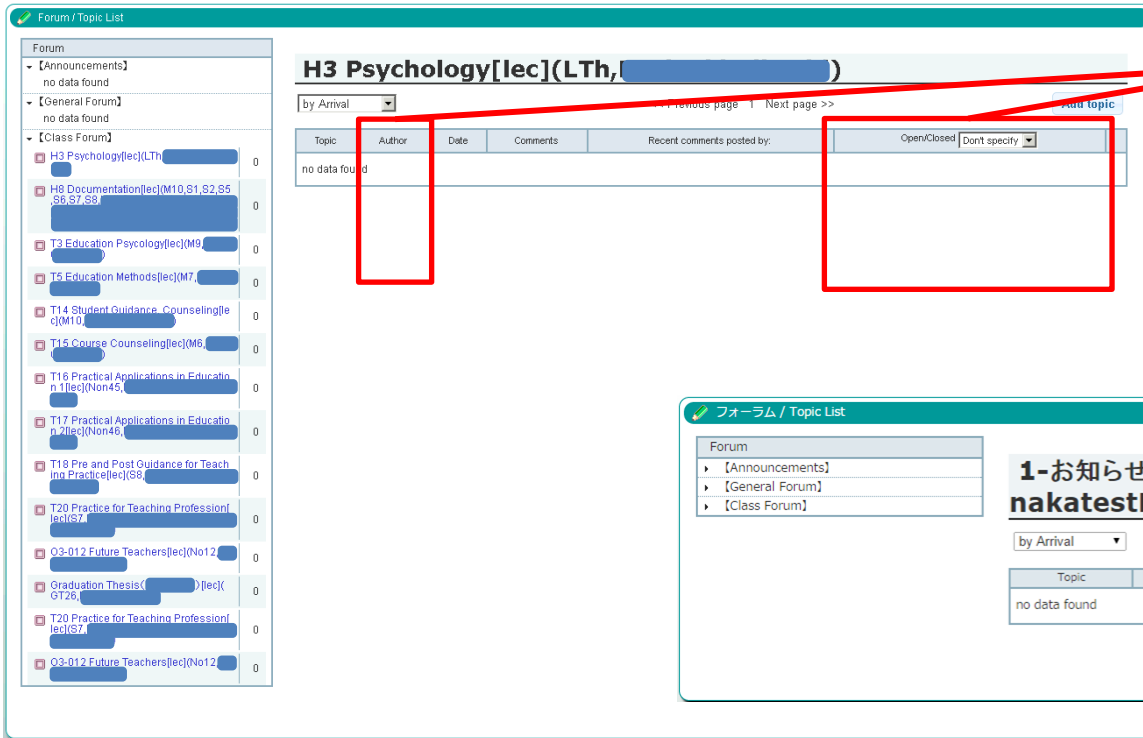 Forum / Topic List
Forum
【Announcements】
no data found
【General Forum】
no data found
【Class Forum】
H3 Psychology[lec](LTh
0
H8 Documentation[lec](M10,S1,S2,S5
,S6,S7,S8,
0
T3 Education Psycology[lec](M9,
)
0
T5 Education Methods[lec](M7,
0
T14 Student Guidance, Counseling[le
c](M10, )
0
T15 Course Counseling[lec](M6,
( )
0
T16 Practical Applications in Educatio
n 1[lec](Non45,
0
T17 Practical Applications in Educatio
n 2[lec](Non46,
0
T18 Pre and Post Guidance for Teach
ing Practice[lec](S8,
0
T20 Practice for Teaching Profession[
lec](S7,
0
O3-012 Future Teachers[lec](No12,
0
Graduation Thesis( )[lec](
GT26,
0
T20 Practice for Teaching Profession[
lec](S7,
0
O3-012 Future Teachers[lec](No12,
0
H3 Psychology[lec](LTh, )
by Arrival
Previous page 1 Next page >>
Add topic
Topic Author Date Comments Recent comments posted by: Open/Closed Don't specify
no data found
フォーラム / Topic List
Forum
【Announcements】
【General Forum】
【Class Forum】
1-お知らせ
nakatest
by Arrival
Topic
no data found